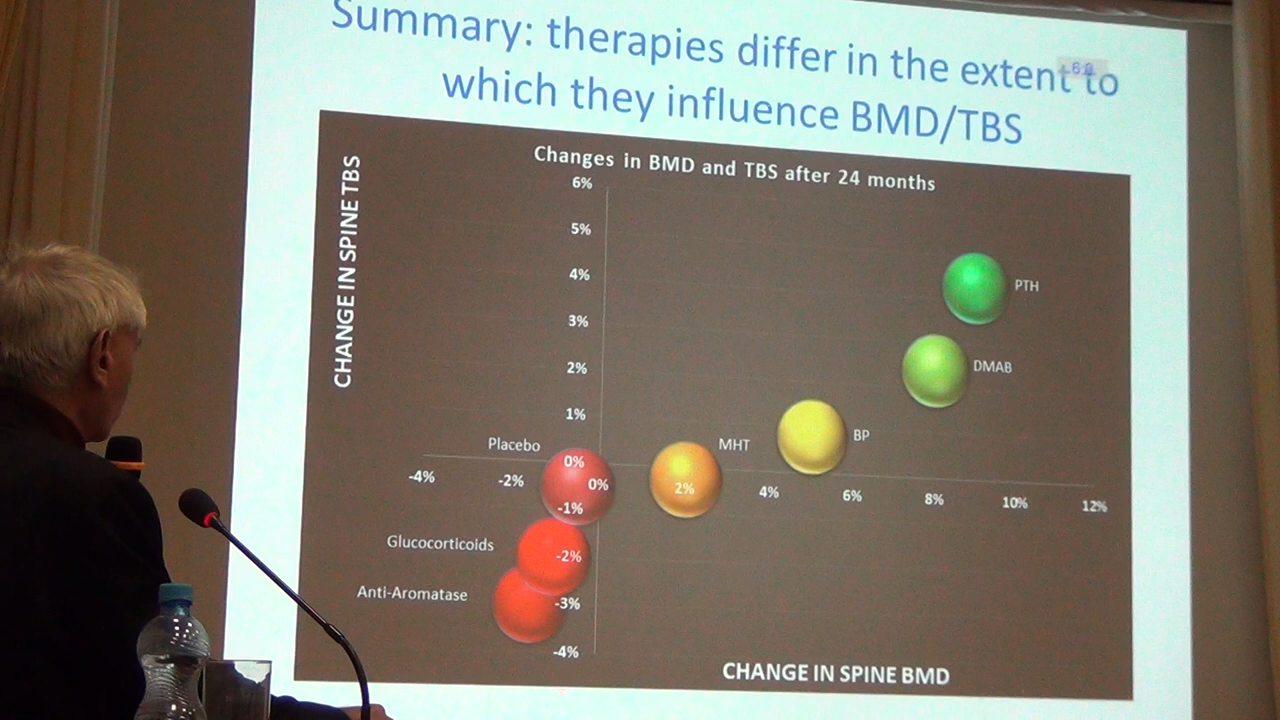 Summary: therapies differ in the extent to
which they influence BMD/TBS
Changes in BMD and TBS after 24 months
CHANGE IN SPINE TBS
6%
5%
4%
PTH
3%
2%
DMAB
1%
Placebo
MHT
BP
0%
-4%
-2%
0%
2%
4%
6%
8%
10%
12%
-1%
Glucocorticoids
-2%
Anti-Aromatase
-3%
-4%
CHANGE IN SPINE BMD